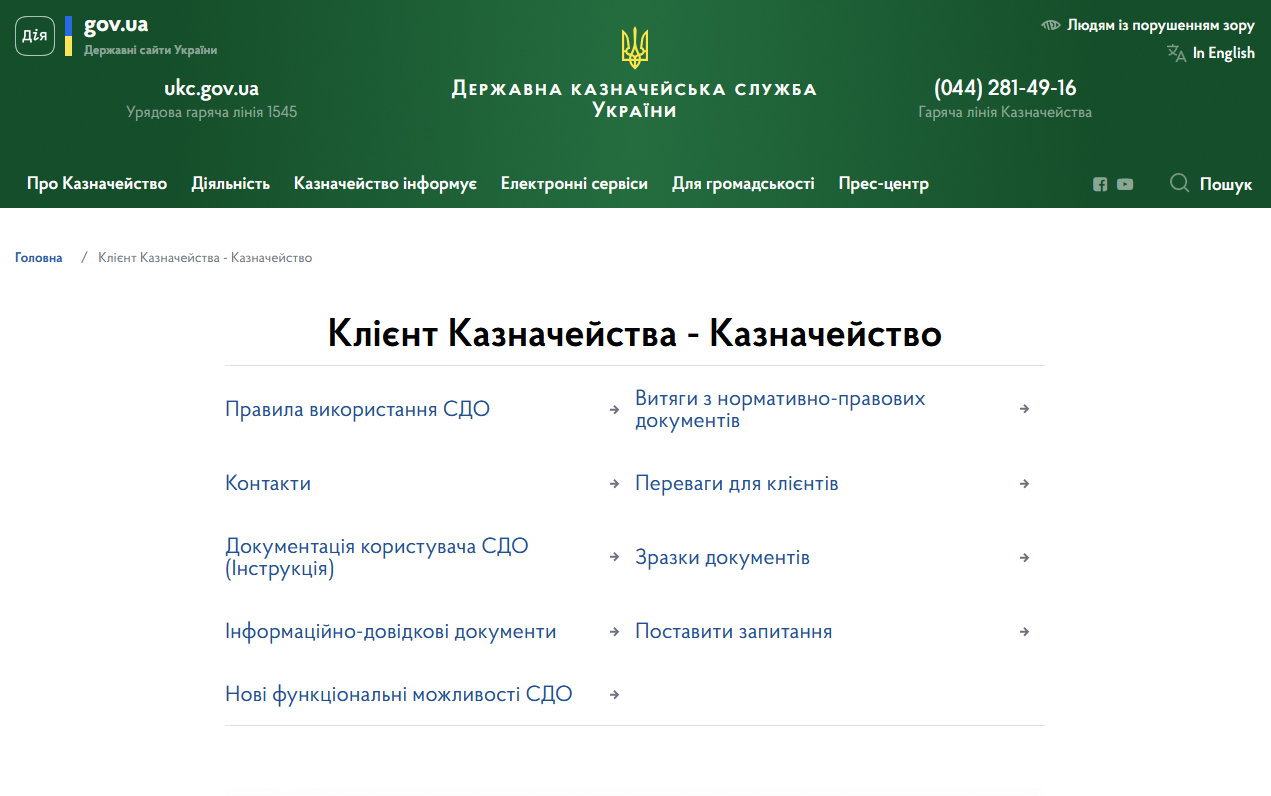 Дія
gov.ua
Державні сайти України
Людям із порушенням зору
In English
ukc.gov.ua
Урядова гаряча лінія 1545
Державна казначейська служба
України
(044) 281-49-16
Гаряча лінія Казначейства
Про Казначейство Діяльність Казначейство інформує Електронні сервіси Для громадськості Прес-центр Пошук
Головна / Клієнт Казначейства - Казначейство
Клієнт Казначейства - Казначейство
Правила використання СДО
Витяги з нормативно-правових
документів
Контакти
Переваги для клієнтів
Документація користувача СДО
(Інструкція)
Зразки документів
Інформаційно-довідкові документи
Поставити запитання
Нові функціональні можливості СДО